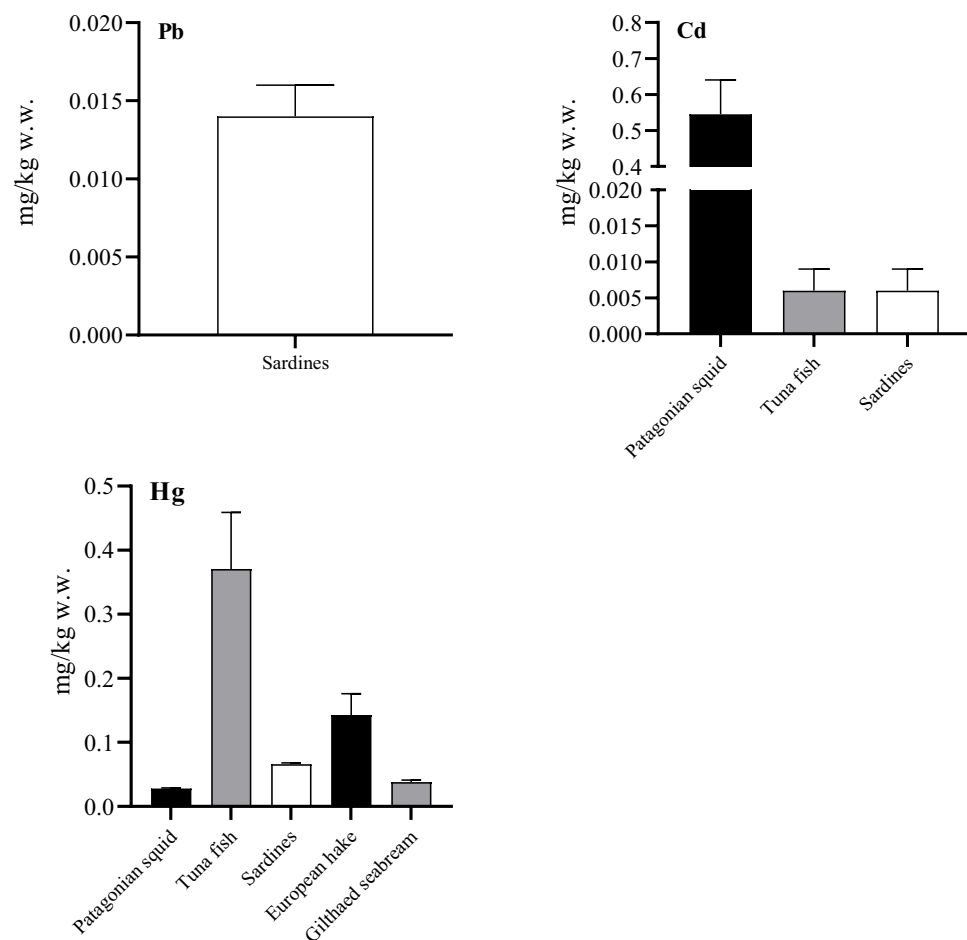 Pb
mg/kg w.w.
0.020
0.015
0.010
0.005
0.000
Sardines
Cd
mg/kg w.w.
0.8
0.7
0.6
0.5
0.4
0.020
0.015
0.010
0.005
0.000
Patagonian squid
Tuna fish
Sardines
Hg
mg/kg w.w.
0.5
0.4
0.3
0.2
0.1
0.0
Patagonian squid
Tuna fish
Sardines
European hake
Gilthaed seabream